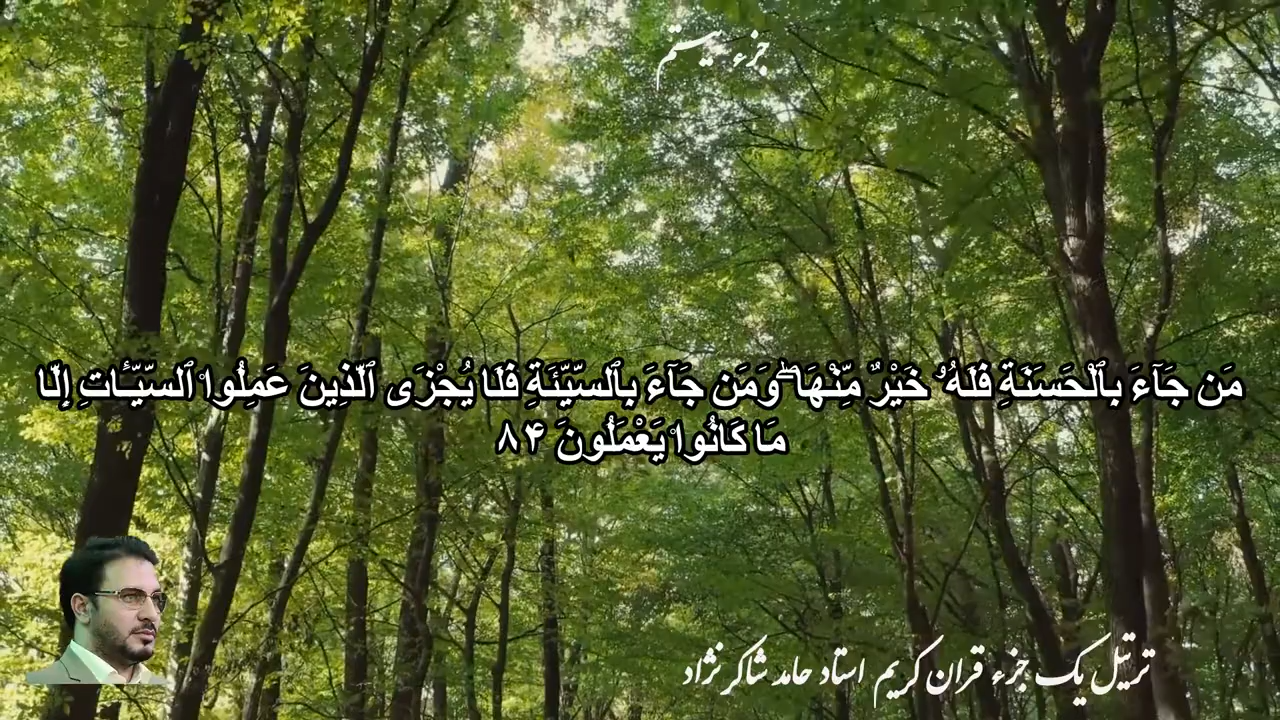 جزء بیستم
مَن جَآءَ بِٱلْحَسَنَةِ فَلَهُۥ خَيْرٌ مِّنْهَا ۖ وَمَن جَآءَ بِٱلسَّيِّئَةِ فَلَا يُجْزَى ٱلَّذِينَ عَمِلُوا۟ ٱلسَّيِّـَٔاتِ إِلَّا
مَا كَانُوا۟ يَعْمَلُونَ ۸۴
ترتیل یک جزء قران کریم استاد حامد شاکرنژاد